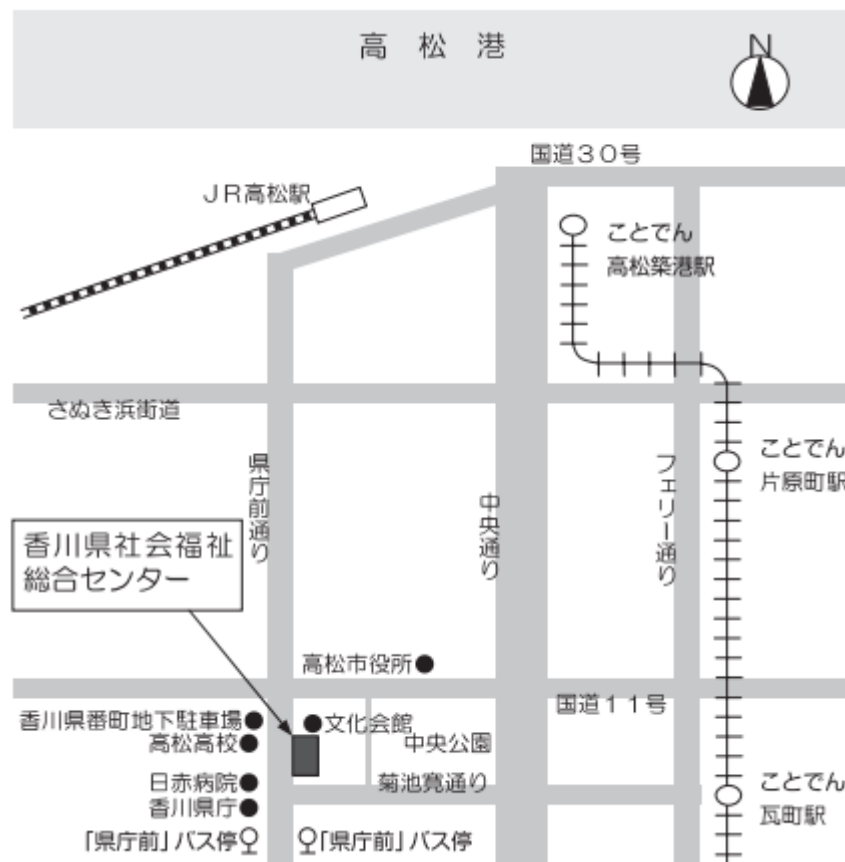 高松港
N
国道30号
JR高松駅
ことでん
高松築港駅
さぬき浜街道
県庁前通り
中央通り
フェリー通り
ことでん
片原町駅
香川県社会福祉
総合センター
高松市役所●
国道11号
香川県番町地下駐車場●
●文化会館
高松高校●
中央公園
日赤病院●
菊池寛通り
香川県庁●
ことでん
瓦町駅
「県庁前」バス停
「県庁前」バス停